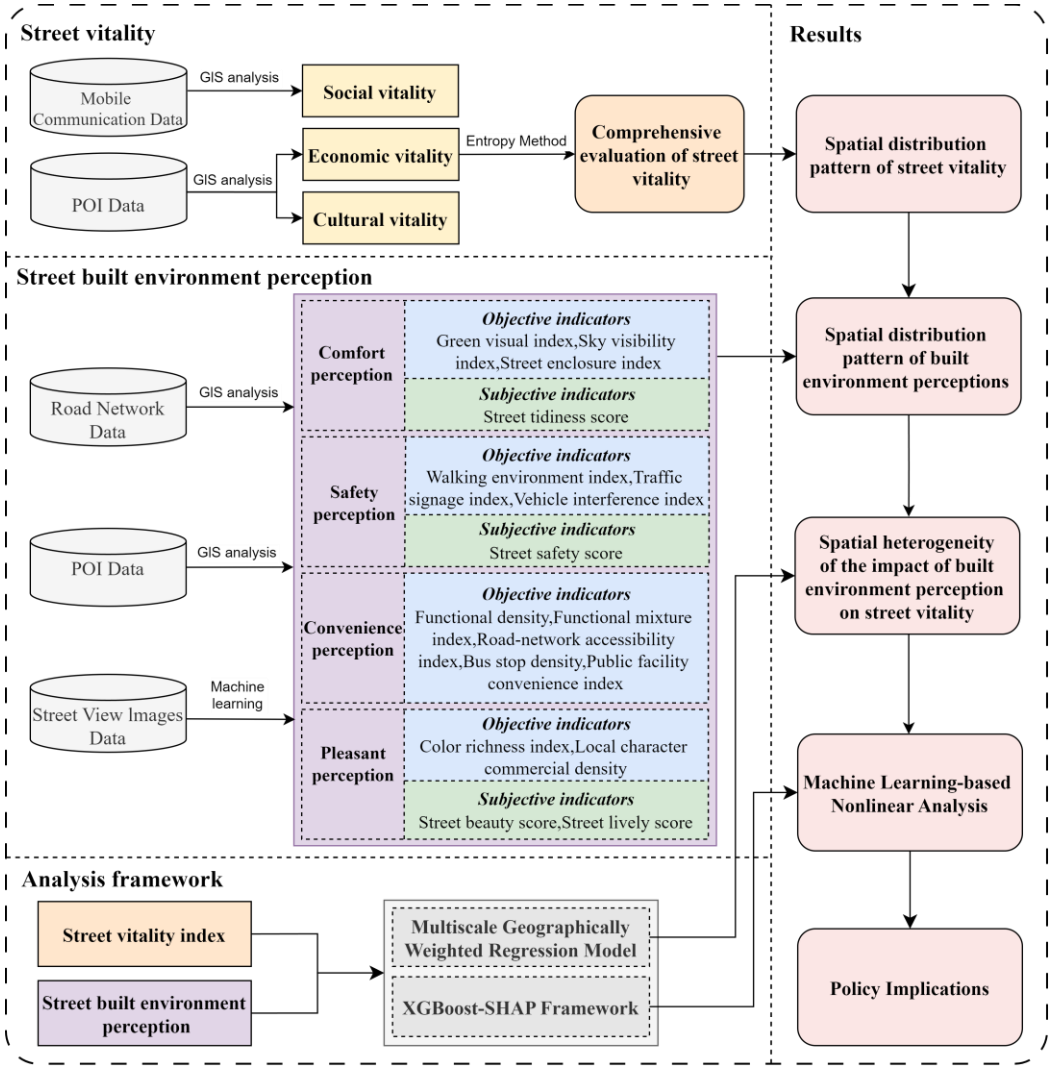 Street vitality
Mobile
Communication Data
GIS analysis
Social vitality
POI Data
GIS analysis
Economic vitality
Cultural vitality
Entropy Method
Comprehensive
evaluation of street
vitality
Street built environment perception
Road Network
Data
GIS analysis
POI Data
GIS analysis
Street View Images
Data
Machine
learning
Comfort
perception
Objective indicators
Green visual index,Sky visibility
index,Street enclosure index
Subjective indicators
Street tidiness score
Safety
perception
Objective indicators
Walking environment index,Traffic
signage index,Vehicle interference index
Subjective indicators
Street safety score
Convenience
perception
Objective indicators
Functional density,Functional mixture
index,Road-network accessibility
index,Bus stop density,Public facility
convenience index
Pleasant
perception
Objective indicators
Color richness index,Local character
commercial density
Subjective indicators
Street beauty score,Street lively score
Analysis framework
Street vitality index
Street built environment
perception
Multiscale Geographically
Weighted Regression Model
XGBoost-SHAP Framework
Results
Spatial distribution
pattern of street vitality
Spatial distribution
pattern of built
environment perceptions
Spatial heterogeneity
of the impact of built
environment perception
on street vitality
Machine Learning-based
Nonlinear Analysis
Policy Implications